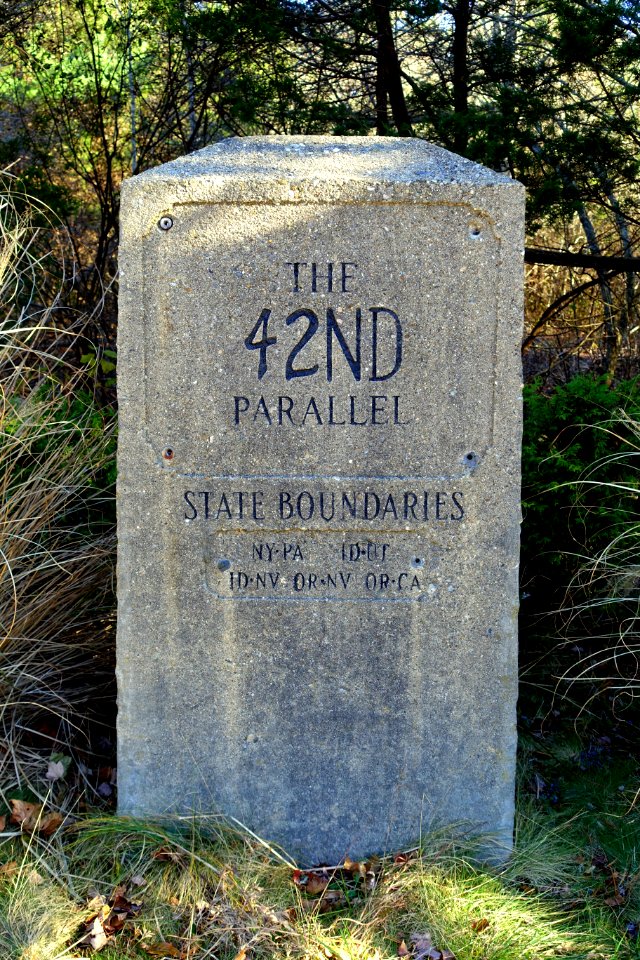 THE
42ND
PARALLEL
STATE BOUNDARIES
NY·PA ID·UT
ID·NV OR·NV OR·CA